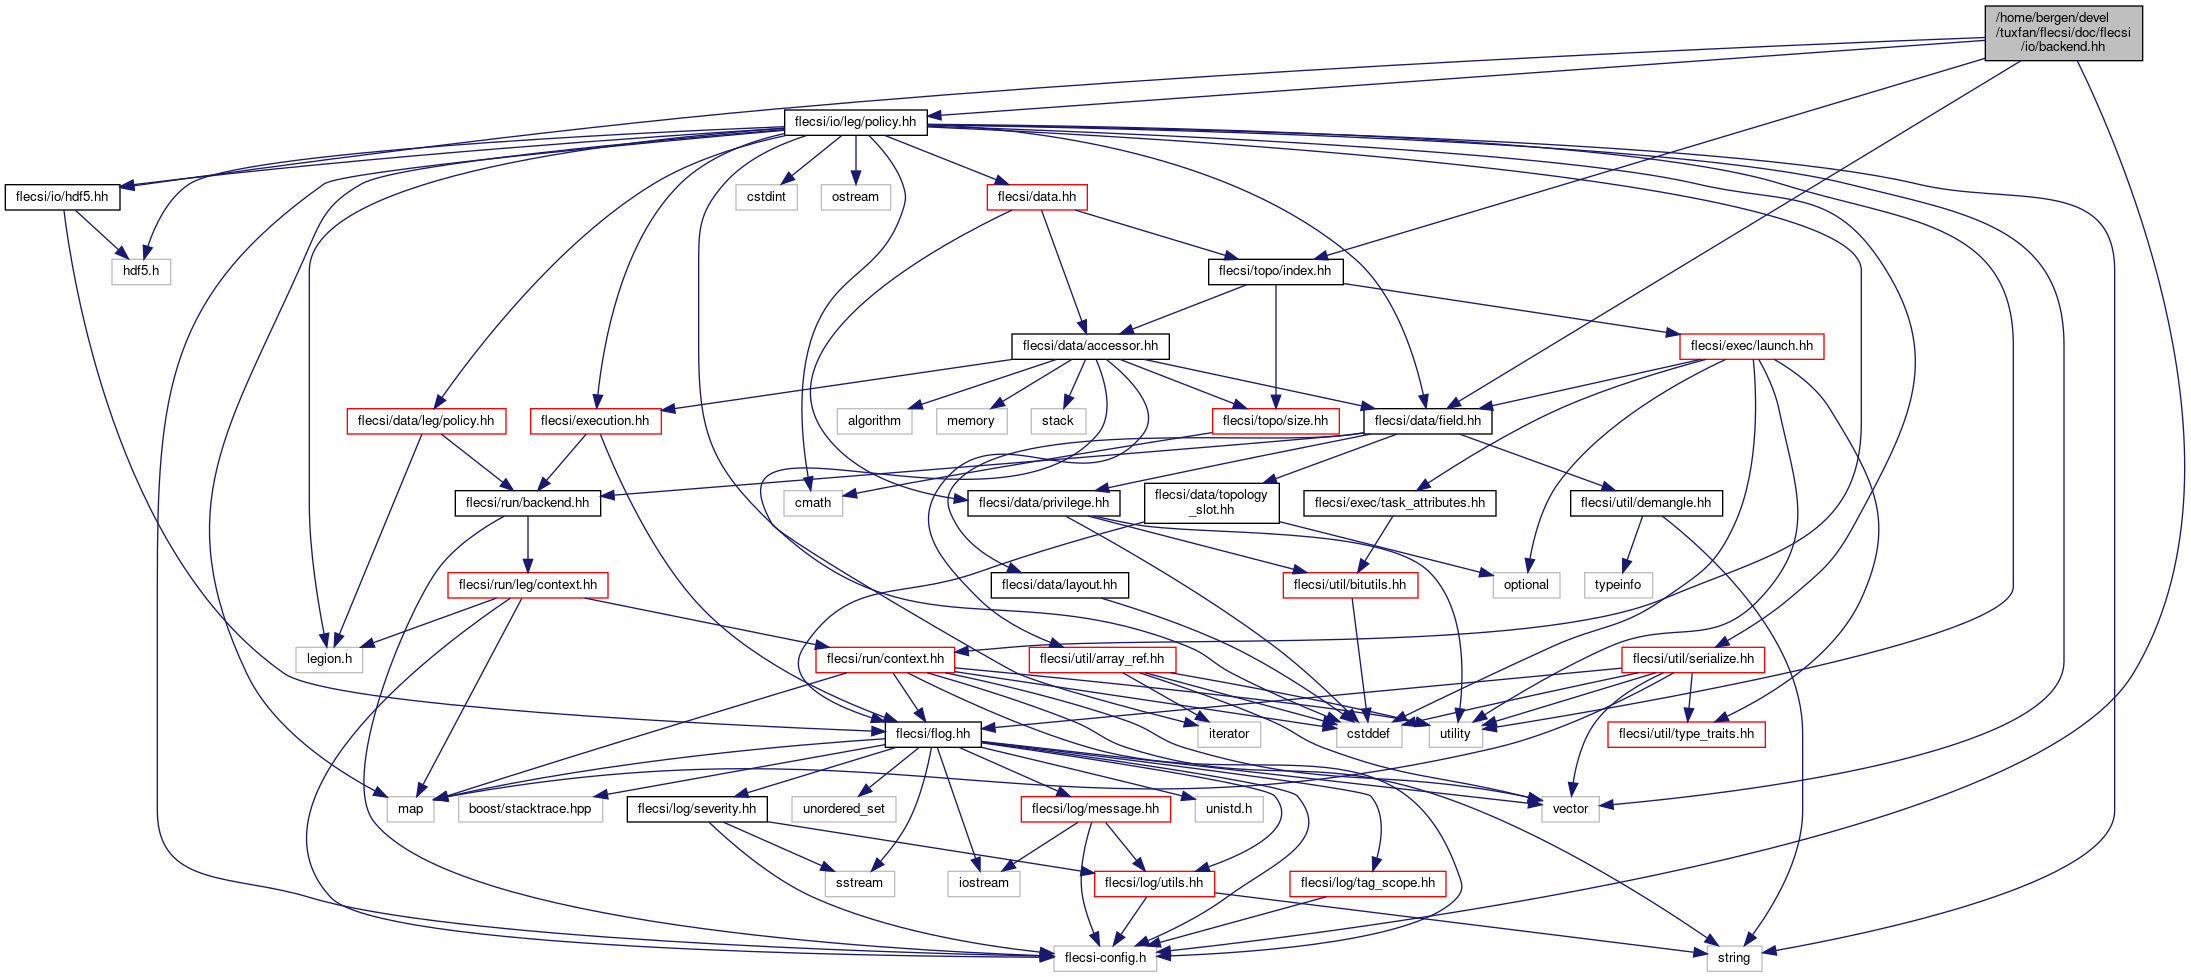 /home/bergen/devel
/tuxfan/flecsi/doc/flecsi
/io/backend.hh
flecsi/io/leg/policy.hh
flecsi/io/hdf5.hh
cstdint
ostream
flecsi/data.hh
hdf5.h
flecsi/topo/index.hh
flecsi/data/accessor.hh
flecsi/exec/launch.hh
flecsi/data/leg/policy.hh
flecsi/execution.hh
algorithm
memory
stack
flecsi/topo/size.hh
flecsi/data/field.hh
flecsi/run/backend.hh
cmath
flecsi/data/privilege.hh
flecsi/data/topology
_slot.hh
flecsi/exec/task_attributes.hh
flecsi/util/demangle.hh
flecsi/run/leg/context.hh
flecsi/data/layout.hh
flecsi/util/bitutils.hh
optional
typeinfo
legion.h
flecsi/run/context.hh
flecsi/util/array_ref.hh
flecsi/util/serialize.hh
flecsi/flog.hh
iterator
cstddef
utility
flecsi/util/type_traits.hh
map
boost/stacktrace.hpp
flecsi/log/severity.hh
unordered_set
flecsi/log/message.hh
unistd.h
vector
sstream
iostream
flecsi/log/utils.hh
flecsi/log/tag_scope.hh
flecsi-config.h
string